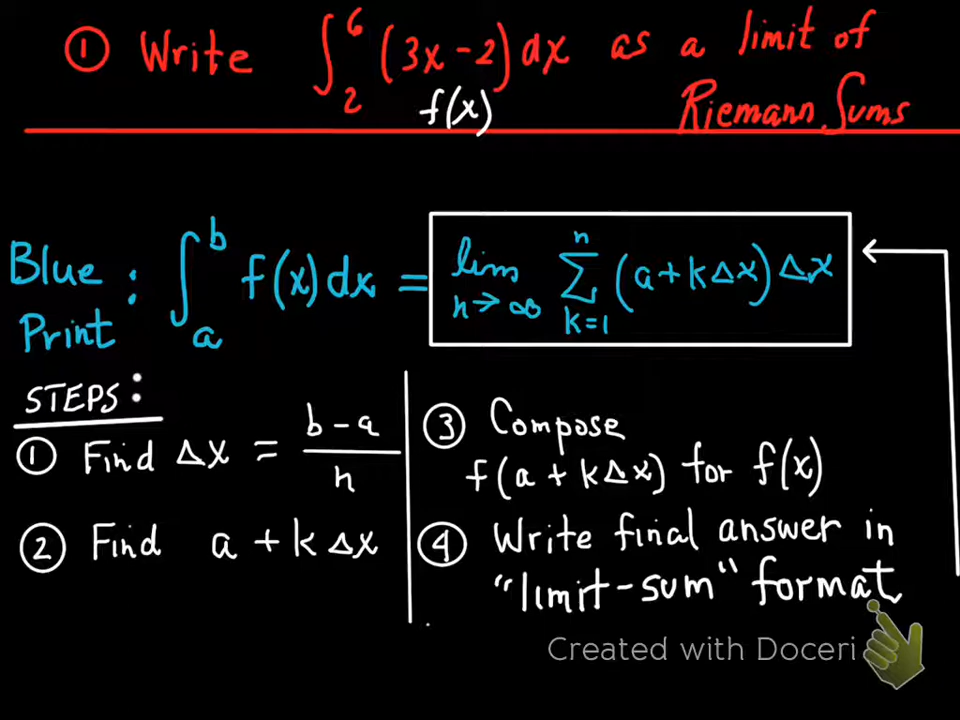 ① Write ∫₂⁶ (3x-2) dx as a limit of
f(x) Riemann Sums
Blue Print : ∫ₐᵇ f(x) dx = lim n→∞ Σ k=1 n (a+kΔx) Δx
STEPS:
① Find Δx = b-a / n
② Find a + kΔx
③ Compose
f(a + kΔx) for f(x)
④ Write final answer in
"limit-sum" format
Created with Doceri